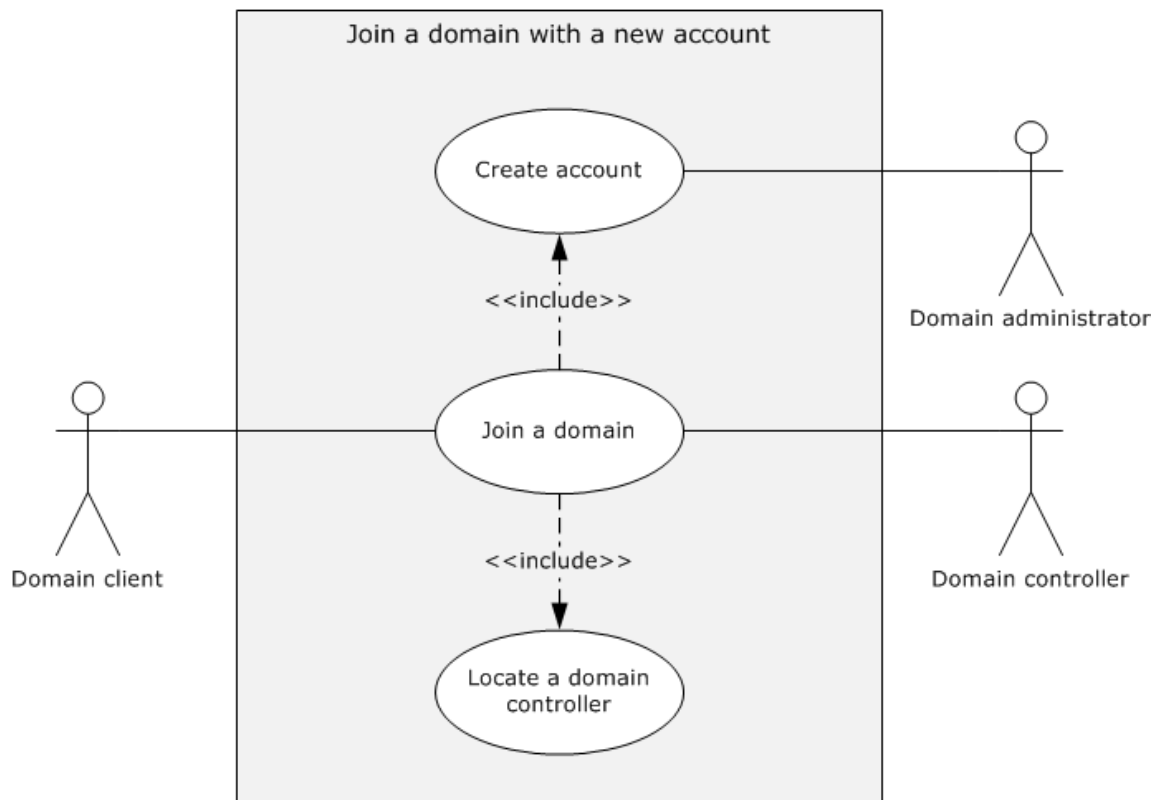 Join a domain with a new account
Create account
<<include>>
Domain administrator
Join a domain
<<include>>
Domain client
Domain controller
Locate a domain
controller